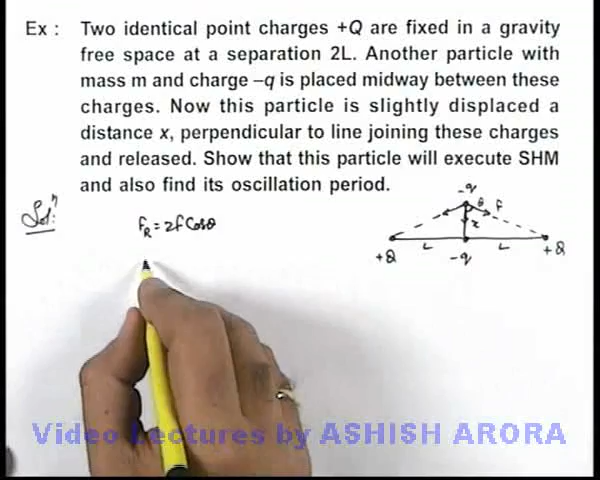 Ex : Two identical point charges +Q are fixed in a gravity
free space at a separation 2L. Another particle with
mass m and charge –q is placed midway between these
charges. Now this particle is slightly displaced a
distance x, perpendicular to line joining these charges
and released. Show that this particle will execute SHM
and also find its oscillation period.
Solⁿ:
F_R = 2F Cosθ
-q
θ F
x
L L
+Q -q +Q
Video Lectures by ASHISH ARORA